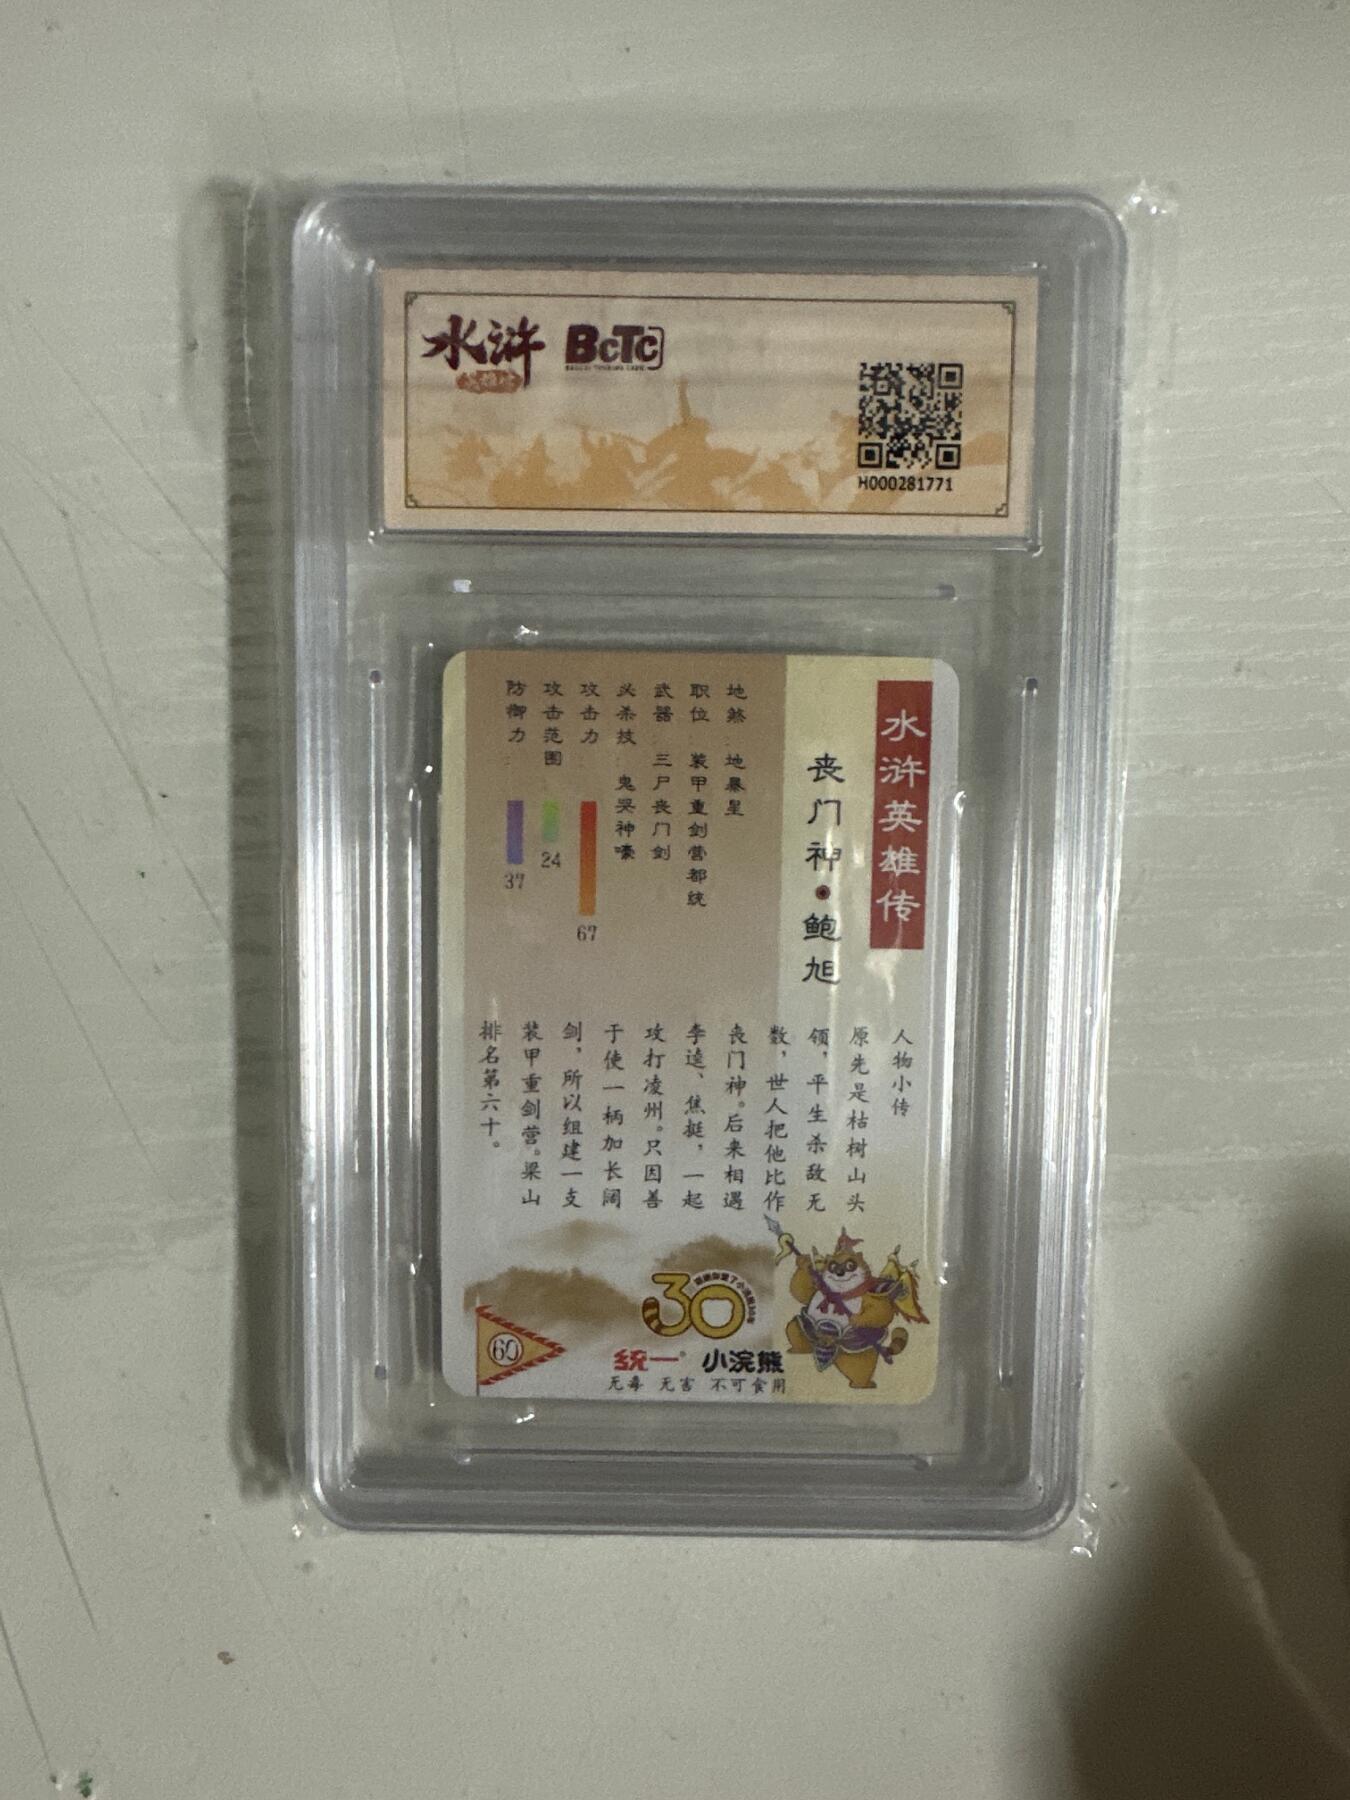 水浒
BCTC
H000281771
水浒英雄传
丧门神·鲍旭
地煞:地暴星
职位:装甲重剑营都统
武器:三尸丧门剑
必杀技:鬼哭神嚎
攻击力: 67
攻击范围: 24
防御力: 37
人物小传
原先是枯树山头
领，平生杀敌无
数，世人把他比作
丧门神。后来相遇
李逵、焦挺，一起
攻打凌州。只因善
于使一柄加长阔
剑，所以组建一支
装甲重剑营。梁山
排名第六十。
30
统一 小浣熊
无毒 无害 不可食用
60